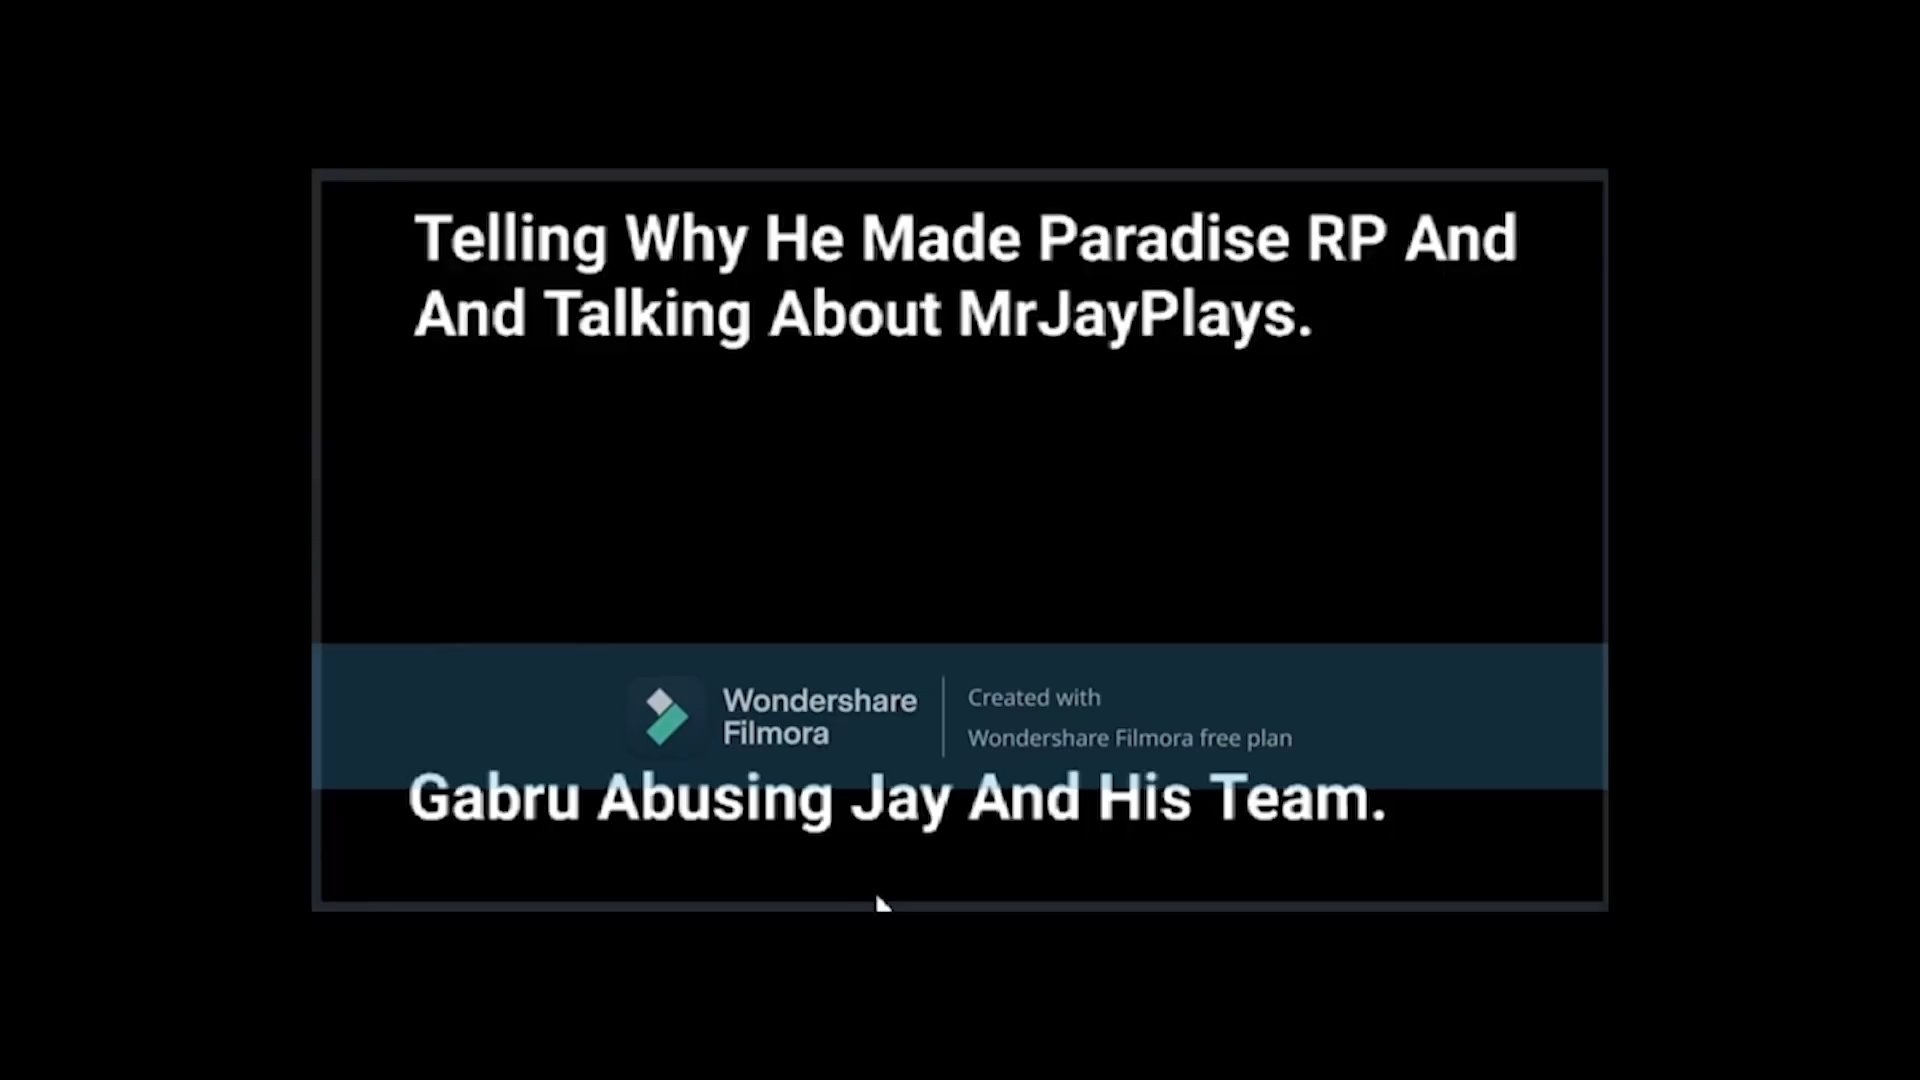 Telling Why He Made Paradise RP And
And Talking About MrJayPlays.
Wondershare
Filmora
Created with
Wondershare Filmora free plan
Gabru Abusing Jay And His Team.